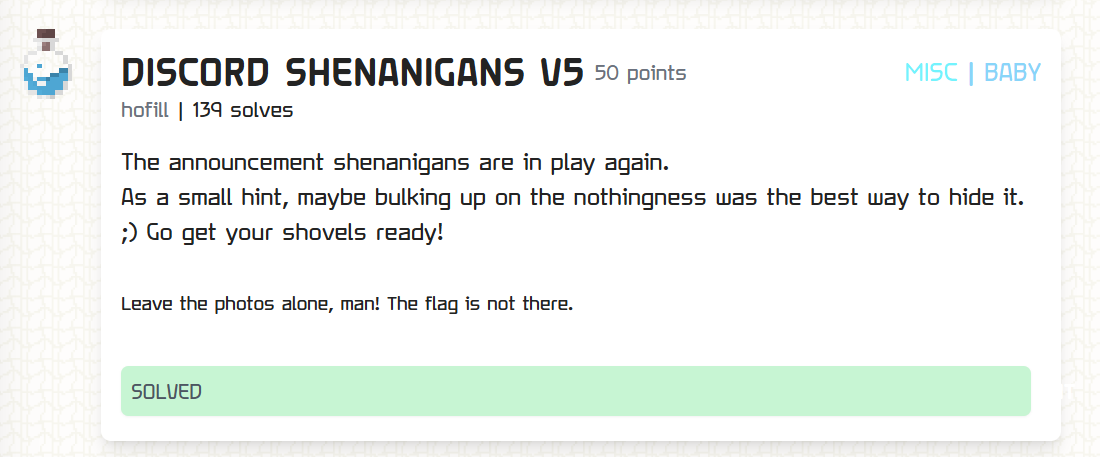 DISCORD SHENANIGANS V5 50 points MISC | BABY
hofill | 139 solves
The announcement shenanigans are in play again.
As a small hint, maybe bulking up on the nothingness was the best way to hide it.
;) Go get your shovels ready!
Leave the photos alone, man! The flag is not there.
SOLVED